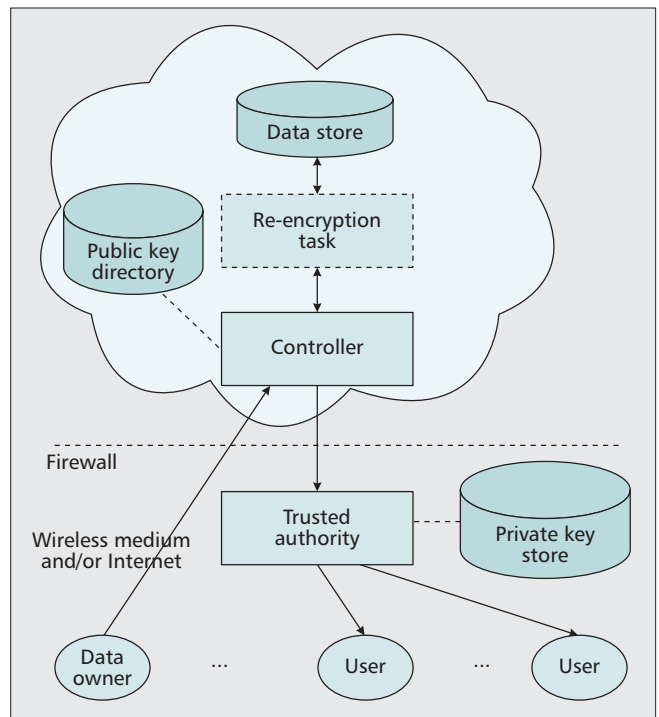 Data store
Re-encryption
task
Public key
directory
Controller
Firewall
Trusted
authority
Private key
store
Wireless medium
and/or Internet
Data
owner
...
User
...
User